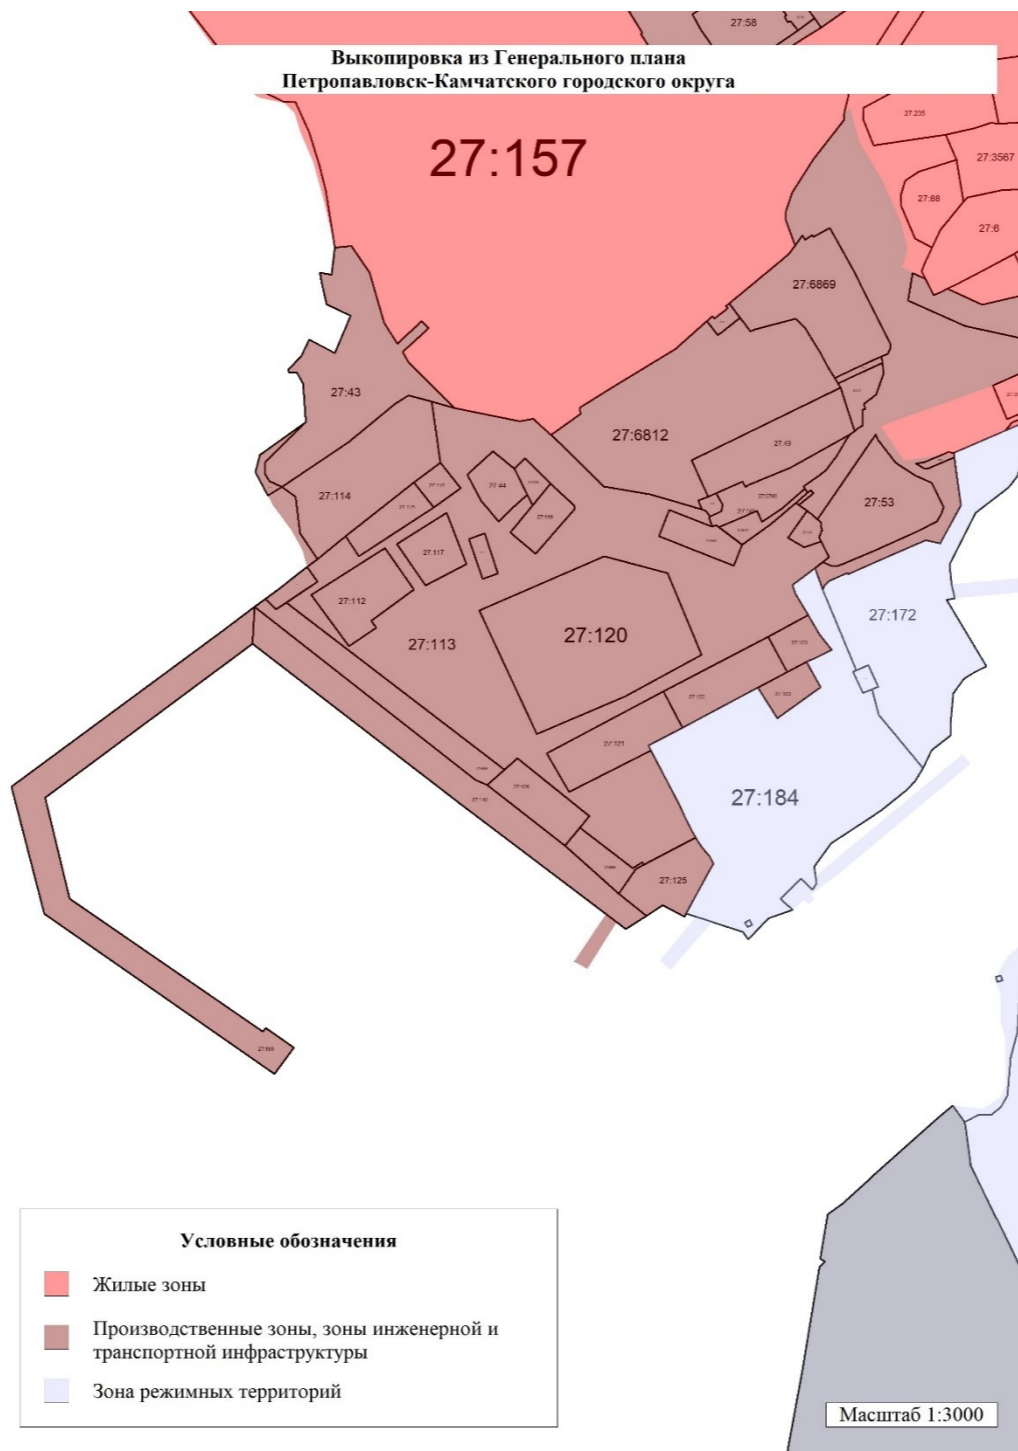 27:58
Выкопировка из Генерального плана
Петропавловск-Камчатского городского округа
27:235
27:157
27:3567
27:88
27:6
27:6869
27:43
27:6812
27:49
27:44
27:114
27:53
27:117
27:112
27:172
27:120
27:113
27:122
27:121
27:184
27:125
Условные обозначения
Жилые зоны
Производственные зоны, зоны инженерной и
транспортной инфраструктуры
Зона режимных территорий
Масштаб 1:3000